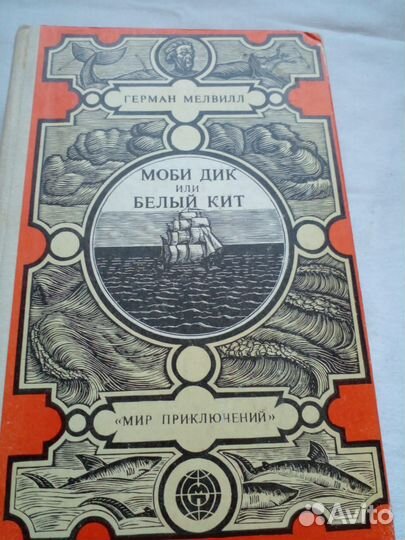 ГЕРМАН МЕЛВИЛЛ
МОБИ ДИК
ИЛИ
БЕЛЫЙ КИТ
«МИР ПРИКЛЮЧЕНИЙ»
Avito